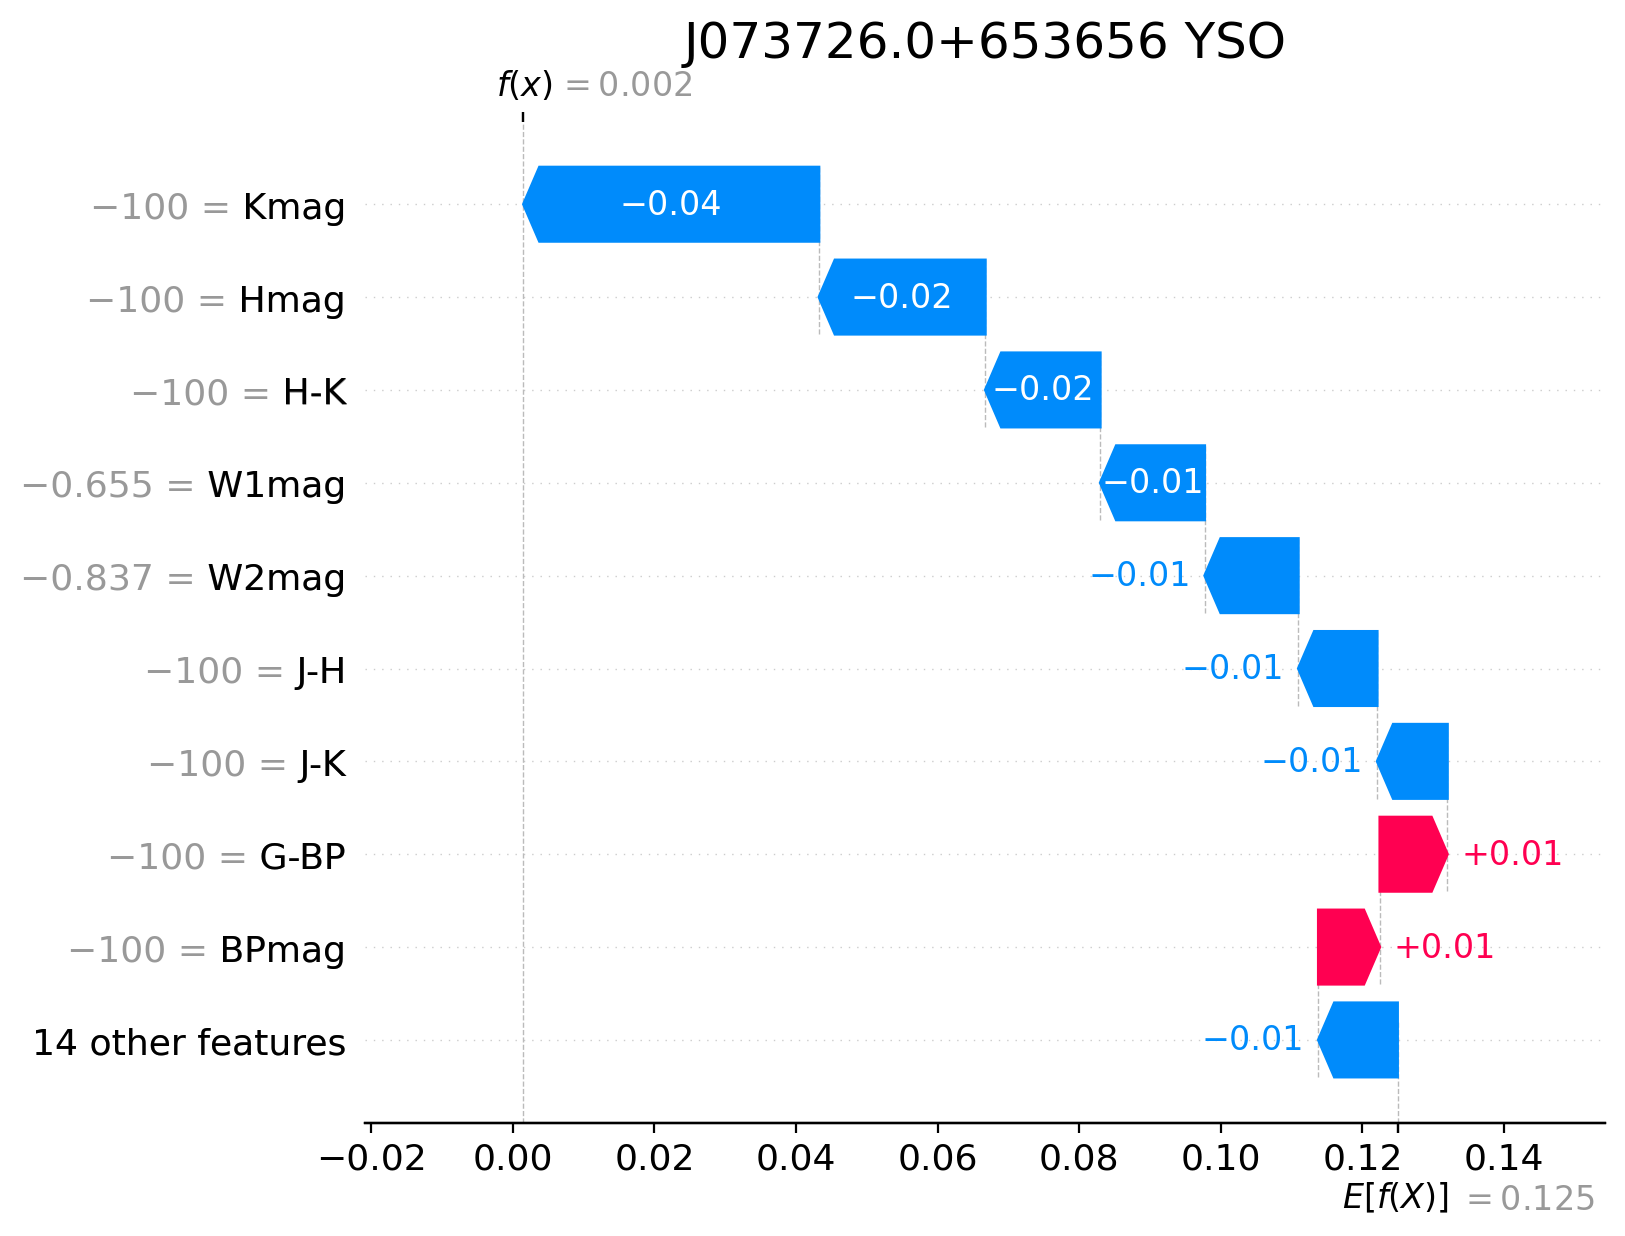 J073726.0+653656 YSO
f(x) = 0.002
−100 = Kmag
−0.04
−100 = Hmag
−0.02
−100 = H-K
−0.02
−0.655 = W1mag
−0.01
−0.837 = W2mag
−0.01
−100 = J-H
−0.01
−100 = J-K
−0.01
−100 = G-BP
+0.01
−100 = BPmag
+0.01
14 other features
−0.01
−0.02 0.00 0.02 0.04 0.06 0.08 0.10 0.12 0.14
E[f(X)] = 0.125